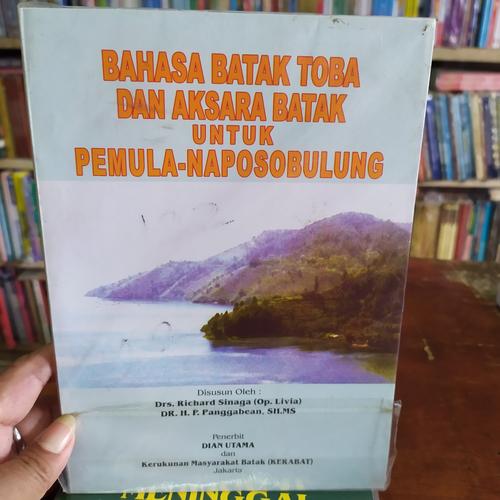 BAHASA BATAK TOBA
DAN AKSARA BATAK
UNTUK
PEMULA-NAPOSOBULUNG
Disusun Oleh :
Drs. Richard Sinaga (Op. Livia)
DR. H. P. Panggabean, SH.MS
Penerbit
DIAN UTAMA
dan
Kerukunan Masyarakat Batak (KERABAT)
Jakarta
MENINGGAL